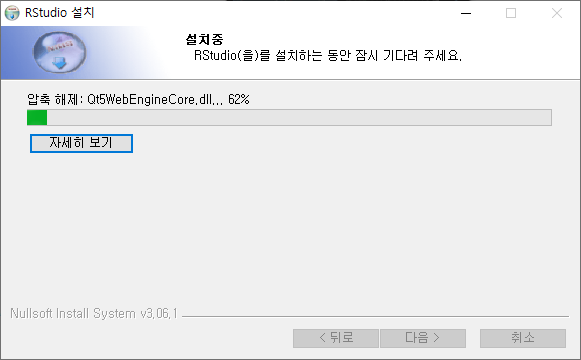 RStudio 설치
설치중
RStudio(을)를 설치하는 동안 잠시 기다려 주세요.
압축 해제: Qt5WebEngineCore.dll... 62%
자세히 보기
Nullsoft Install System v3.06.1
< 뒤로
다음 >
취소